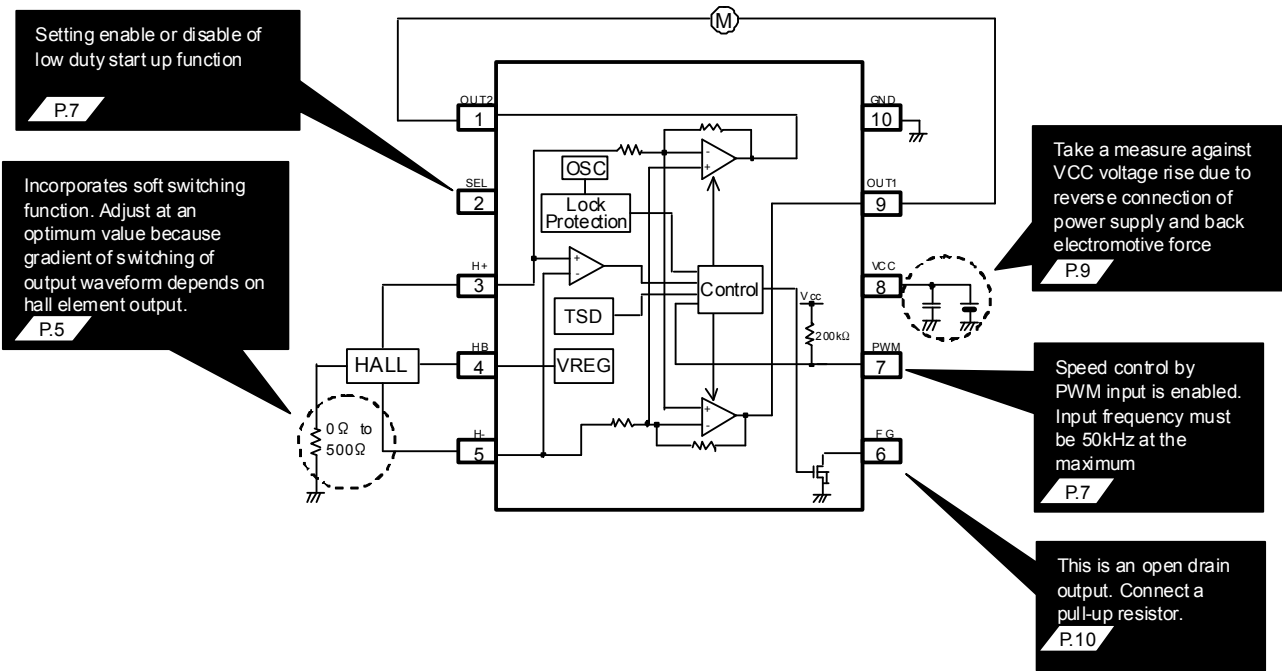 Setting enable or disable of
low duty start up function
P.7
Incorporates soft switching
function. Adjust at an
optimum value because
gradient of switching of
output waveform depends on
hall element output.
P.5
M
OUT2
1
SEL
2
H+
3
HB
4
H-
5
GND
10
OUT1
9
VCC
8
PWM
7
FG
6
OSC
Lock
Protection
+
-
-
+
+
-
TSD
VREG
Control
Vcc
200kΩ
HALL
0Ω to
500Ω
Take a measure against
VCC voltage rise due to
reverse connection of
power supply and back
electromotive force
P.9
Speed control by
PWM input is enabled.
Input frequency must
be 50kHz at the
maximum
P.7
This is an open drain
output. Connect a
pull-up resistor.
P.10